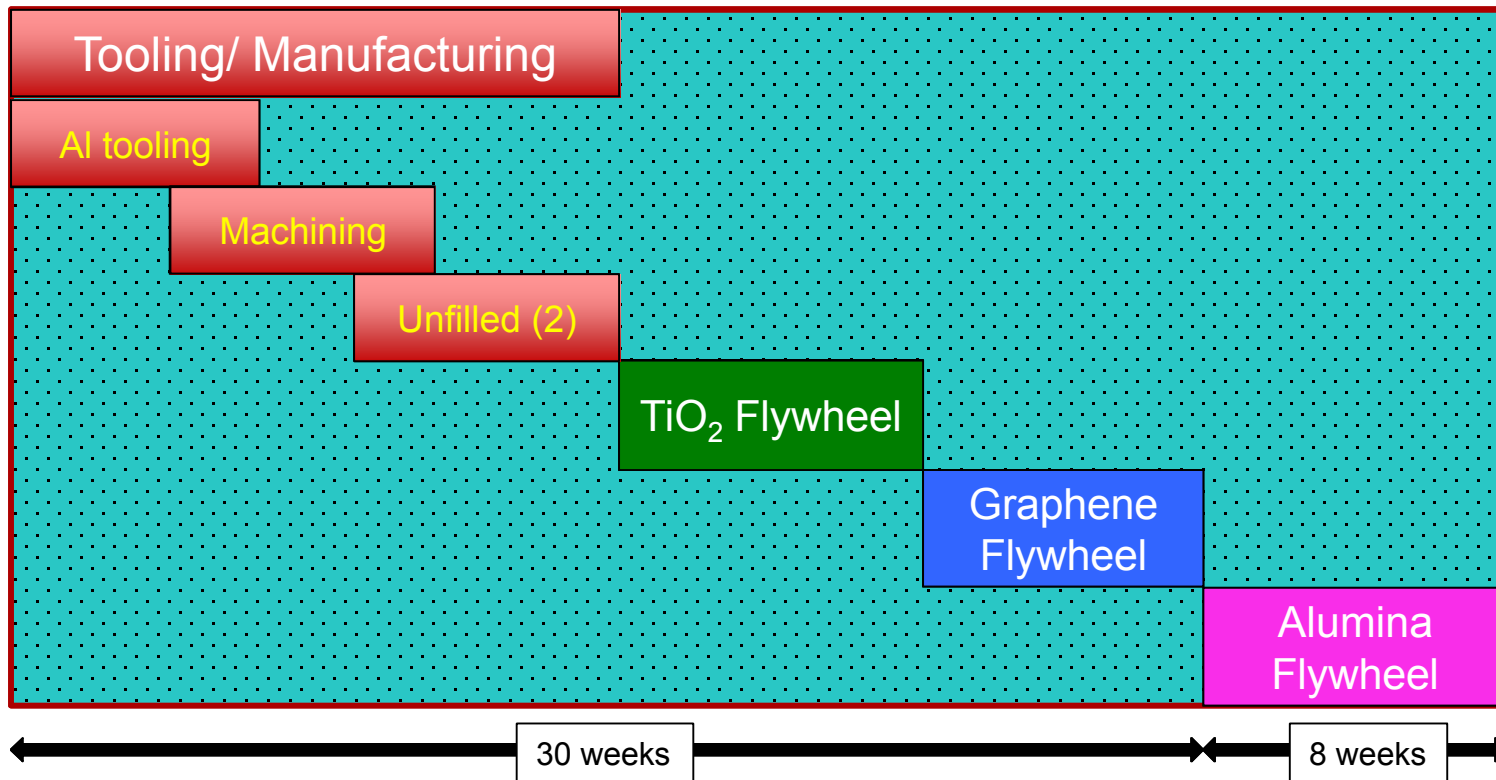 Tooling/ Manufacturing
Al tooling
Machining
Unfilled (2)
TiO₂ Flywheel
Graphene
Flywheel
Alumina
Flywheel
30 weeks
8 weeks